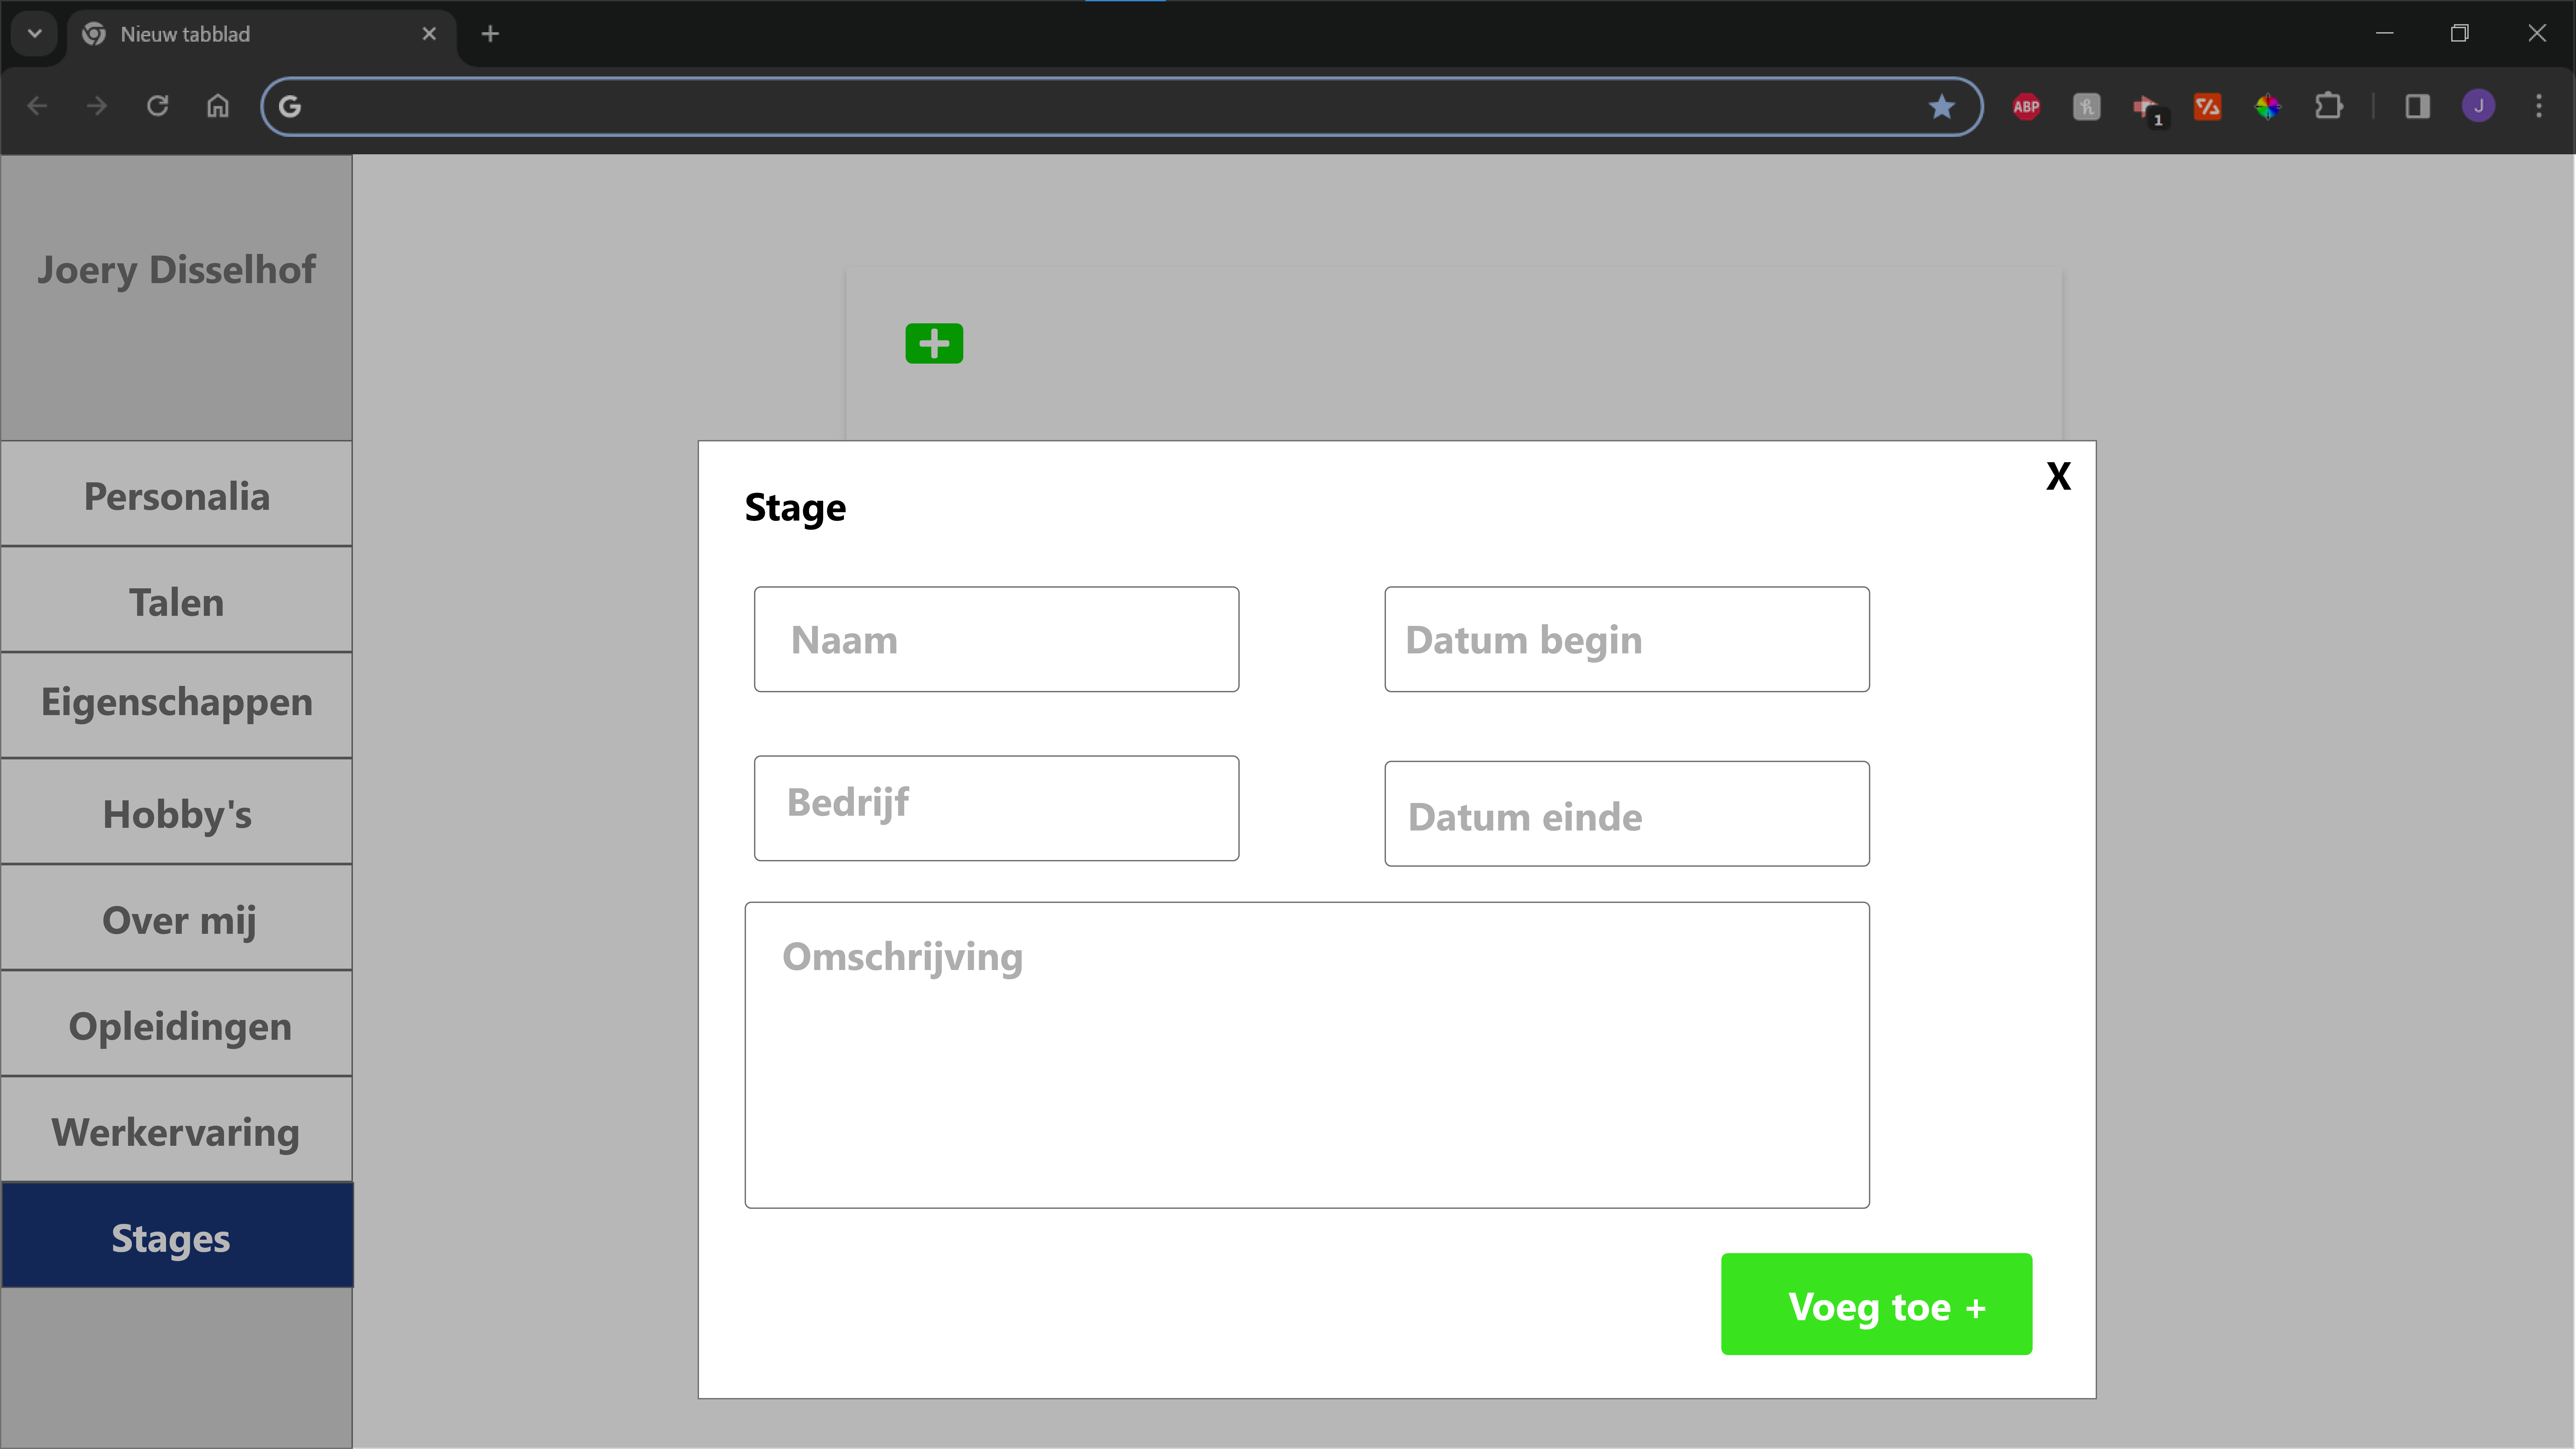 Nieuw tabblad
ABP
1
J
Joery Disselhof
Personalia
Talen
Eigenschappen
Hobby's
Over mij
Opleidingen
Werkervaring
Stages
X
Stage
Naam
Datum begin
Bedrijf
Datum einde
Omschrijving
Voeg toe +